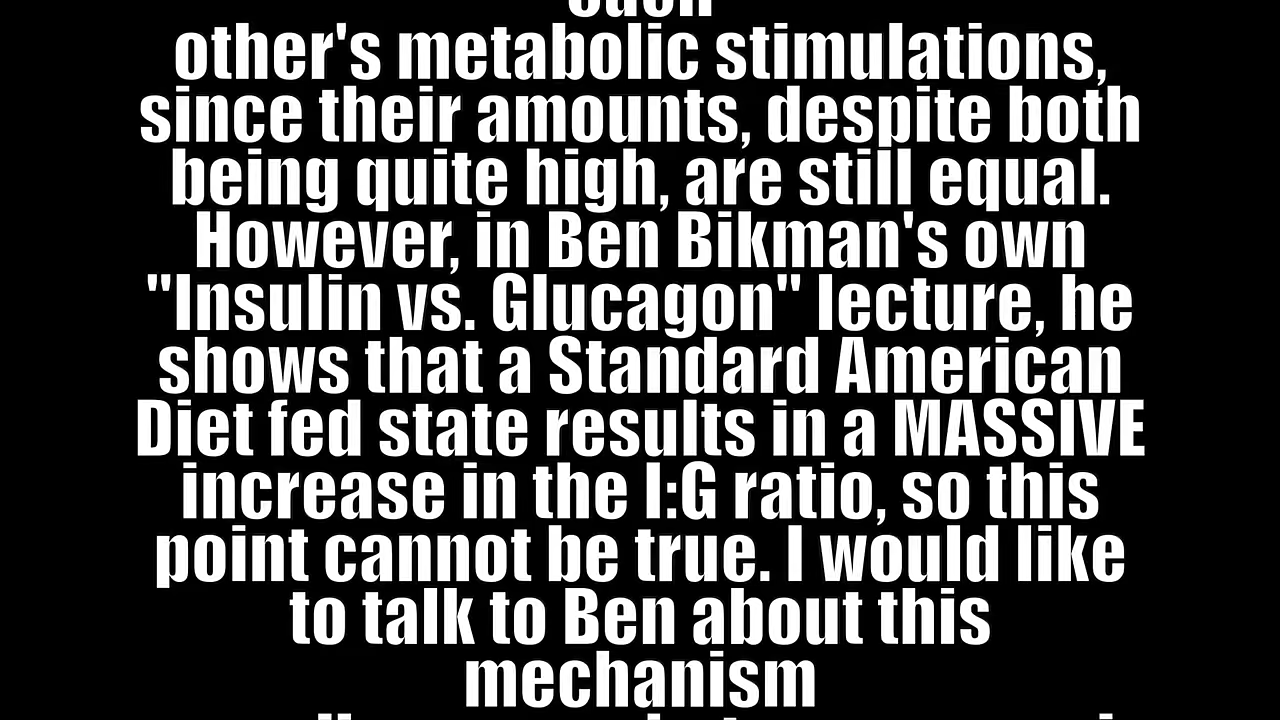 other's metabolic stimulations,
since their amounts, despite both
being quite high, are still equal.
However, in Ben Bikman's own
"Insulin vs. Glucagon" lecture, he
shows that a Standard American
Diet fed state results in a MASSIVE
increase in the I:G ratio, so this
point cannot be true. I would like
to talk to Ben about this
mechanism